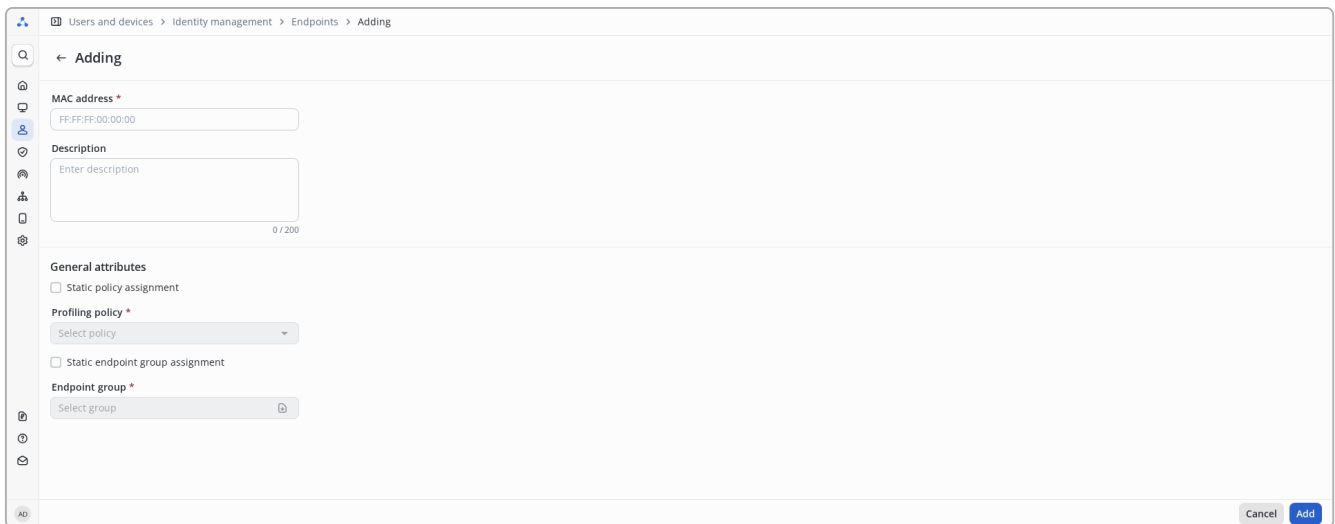 Users and devices > Identity management > Endpoints > Adding
← Adding
MAC address *
FF:FF:FF:00:00:00
Description
Enter description
0 / 200
General attributes
Static policy assignment
Profiling policy *
Select policy
Static endpoint group assignment
Endpoint group *
Select group
AD
Cancel
Add